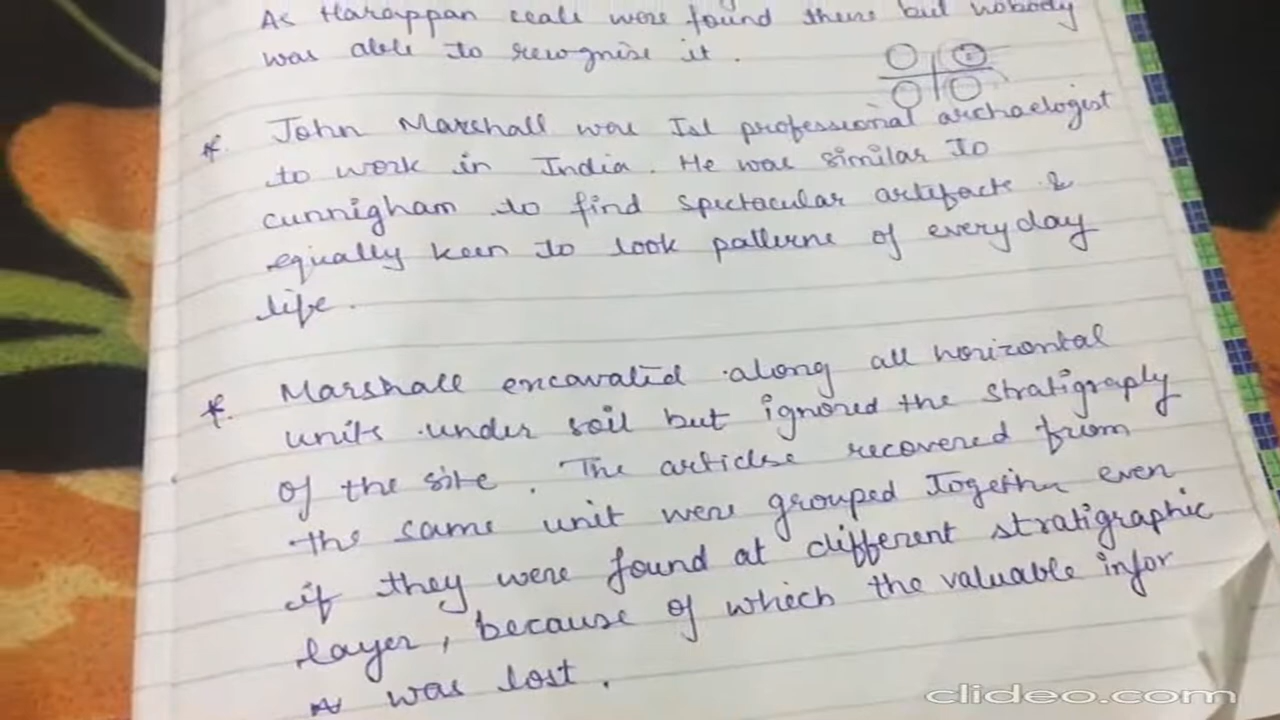 As Harappan seals were found there but nobody
was able to recognise it.
*. John Marshall was Ist professional archaelogist
to work in India. He was similar to
cunnigham to find spectacular artifacts &
equally keen to look patterns of everyday
life.
*. Marshall encavated along all horizontal
units under soil but ignored the stratigraply
of the site. The articlse recovered from
the same unit were grouped together even
if they were found at different stratigraphic
layer, because of which the valuable infor
was lost.
clideo.com